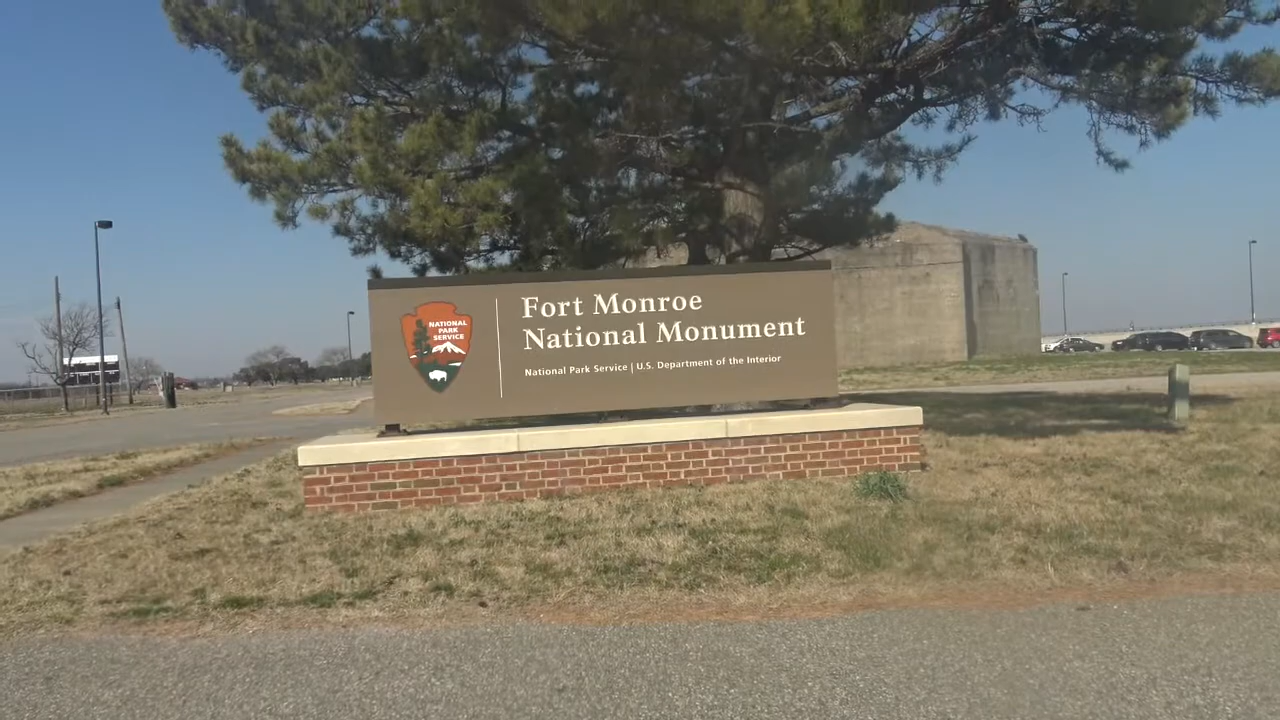 NATIONAL
PARK
SERVICE
Fort Monroe
National Monument
National Park Service | U.S. Department of the Interior